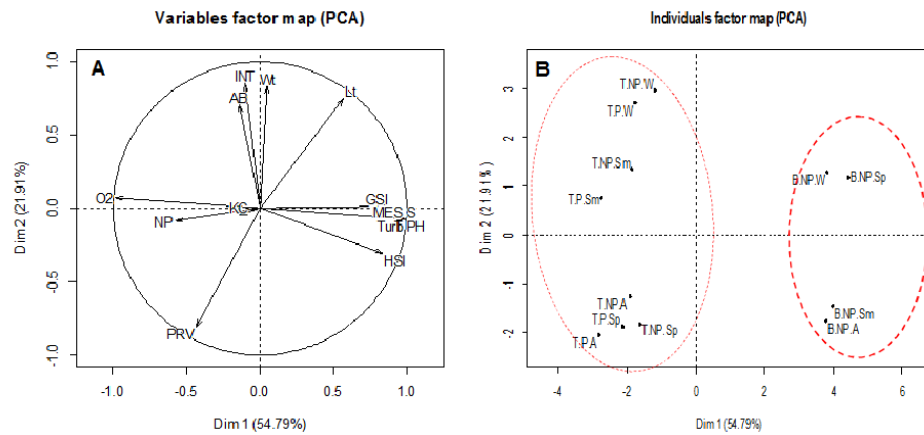 Variables factor map (PCA)
A
INT
Wt
AB
Lt
O2
KC
NP
GSI
MES
HSI
PRV
1.0
0.5
0.0
-0.5
-1.0
Dim 2 (21.91%)
-1.0
-0.5
0.0
0.5
1.0
Dim 1 (54.79%)
Individuals factor map (PCA)
B
T.NP.'W
T.P.'W
T.NP.Sm
T.P.Sm
B.NP.W
B.NP.Sp
T.NP.A
T.P.Sp
T.NP.Sp
T.P.A
B.NP.Sm
B.NP.A
3
2
1
0
-1
-2
Dim 2 (21.91 %)
-4
-2
0
2
4
6
Dim 1 (54.79%)